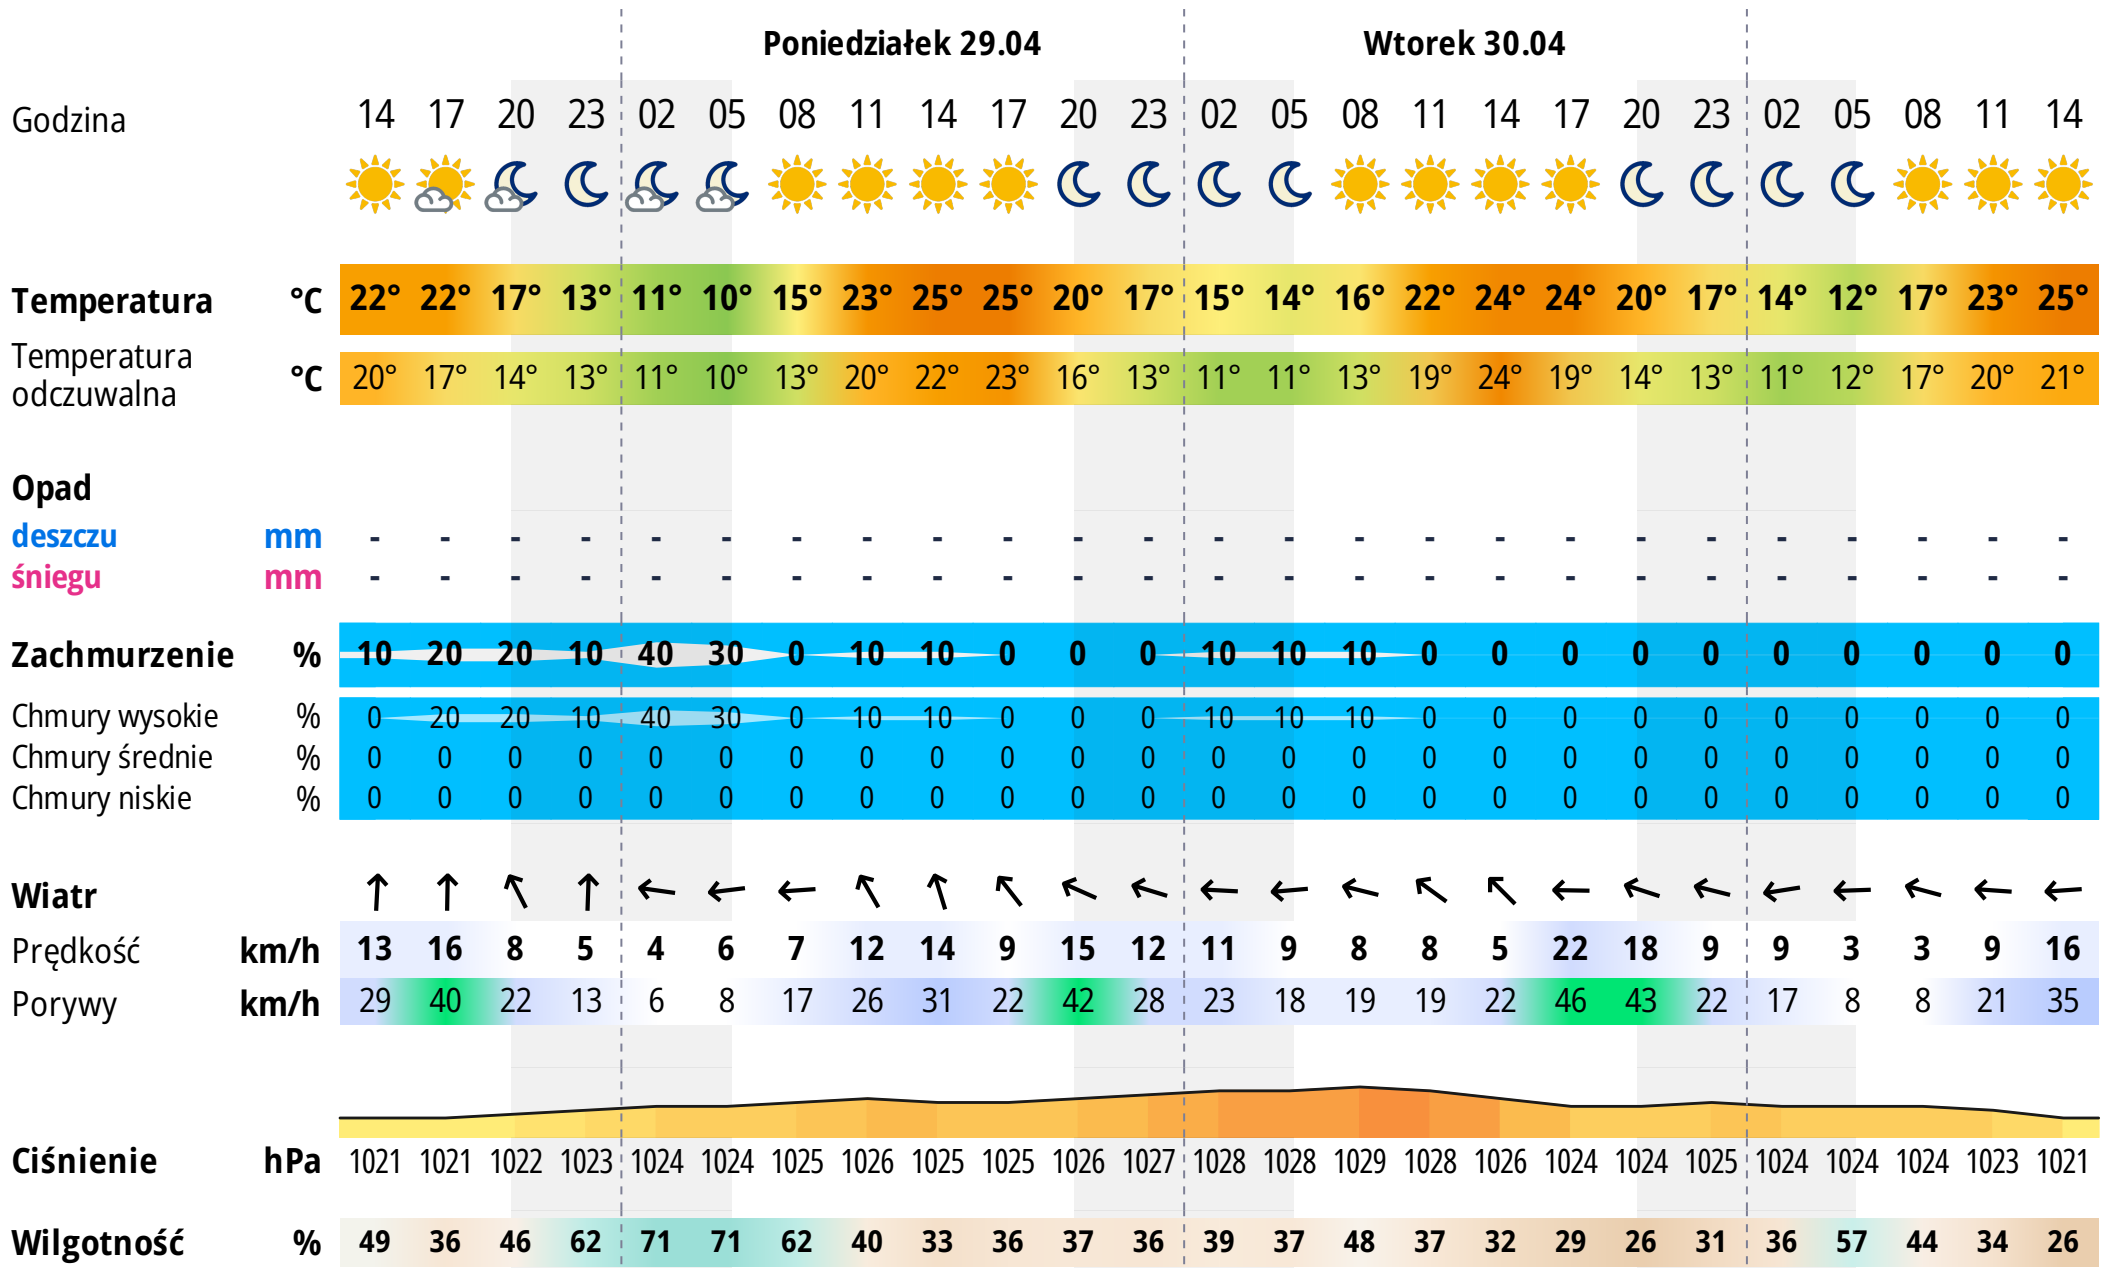 Poniedziałek 29.04 Wtorek 30.04
Godzina 14 17 20 23 02 05 08 11 14 17 20 23 02 05 08 11 14 17 20 23 02 05 08 11 14
Temperatura °C 22° 22° 17° 13° 11° 10° 15° 23° 25° 25° 20° 17° 15° 14° 16° 22° 24° 24° 20° 17° 14° 12° 17° 23° 25°
Temperatura
odczuwalna °C 20° 17° 14° 13° 11° 10° 13° 20° 22° 23° 16° 13° 11° 11° 13° 19° 24° 19° 14° 13° 11° 12° 17° 20° 21°
Opad
deszczu mm - - - - - - - - - - - - - - - - - - - - - - - - -
śniegu mm - - - - - - - - - - - - - - - - - - - - - - - - -
Zachmurzenie % 10 20 20 10 40 30 0 10 10 0 0 0 10 10 10 0 0 0 0 0 0 0 0 0 0
Chmury wysokie % 0 20 20 10 40 30 0 10 10 0 0 0 10 10 10 0 0 0 0 0 0 0 0 0 0
Chmury średnie % 0 0 0 0 0 0 0 0 0 0 0 0 0 0 0 0 0 0 0 0 0 0 0 0 0
Chmury niskie % 0 0 0 0 0 0 0 0 0 0 0 0 0 0 0 0 0 0 0 0 0 0 0 0 0
Wiatr
Prędkość km/h 13 16 8 5 4 6 7 12 14 9 15 12 11 9 8 8 5 22 18 9 9 3 3 9 16
Porywy km/h 29 40 22 13 6 8 17 26 31 22 42 28 23 18 19 19 22 46 43 22 17 8 8 21 35
Ciśnienie hPa 1021 1021 1022 1023 1024 1024 1025 1026 1025 1025 1026 1027 1028 1028 1029 1028 1026 1024 1024 1025 1024 1024 1024 1023 1021
Wilgotność % 49 36 46 62 71 71 62 40 33 36 37 36 39 37 48 37 32 29 26 31 36 57 44 34 26